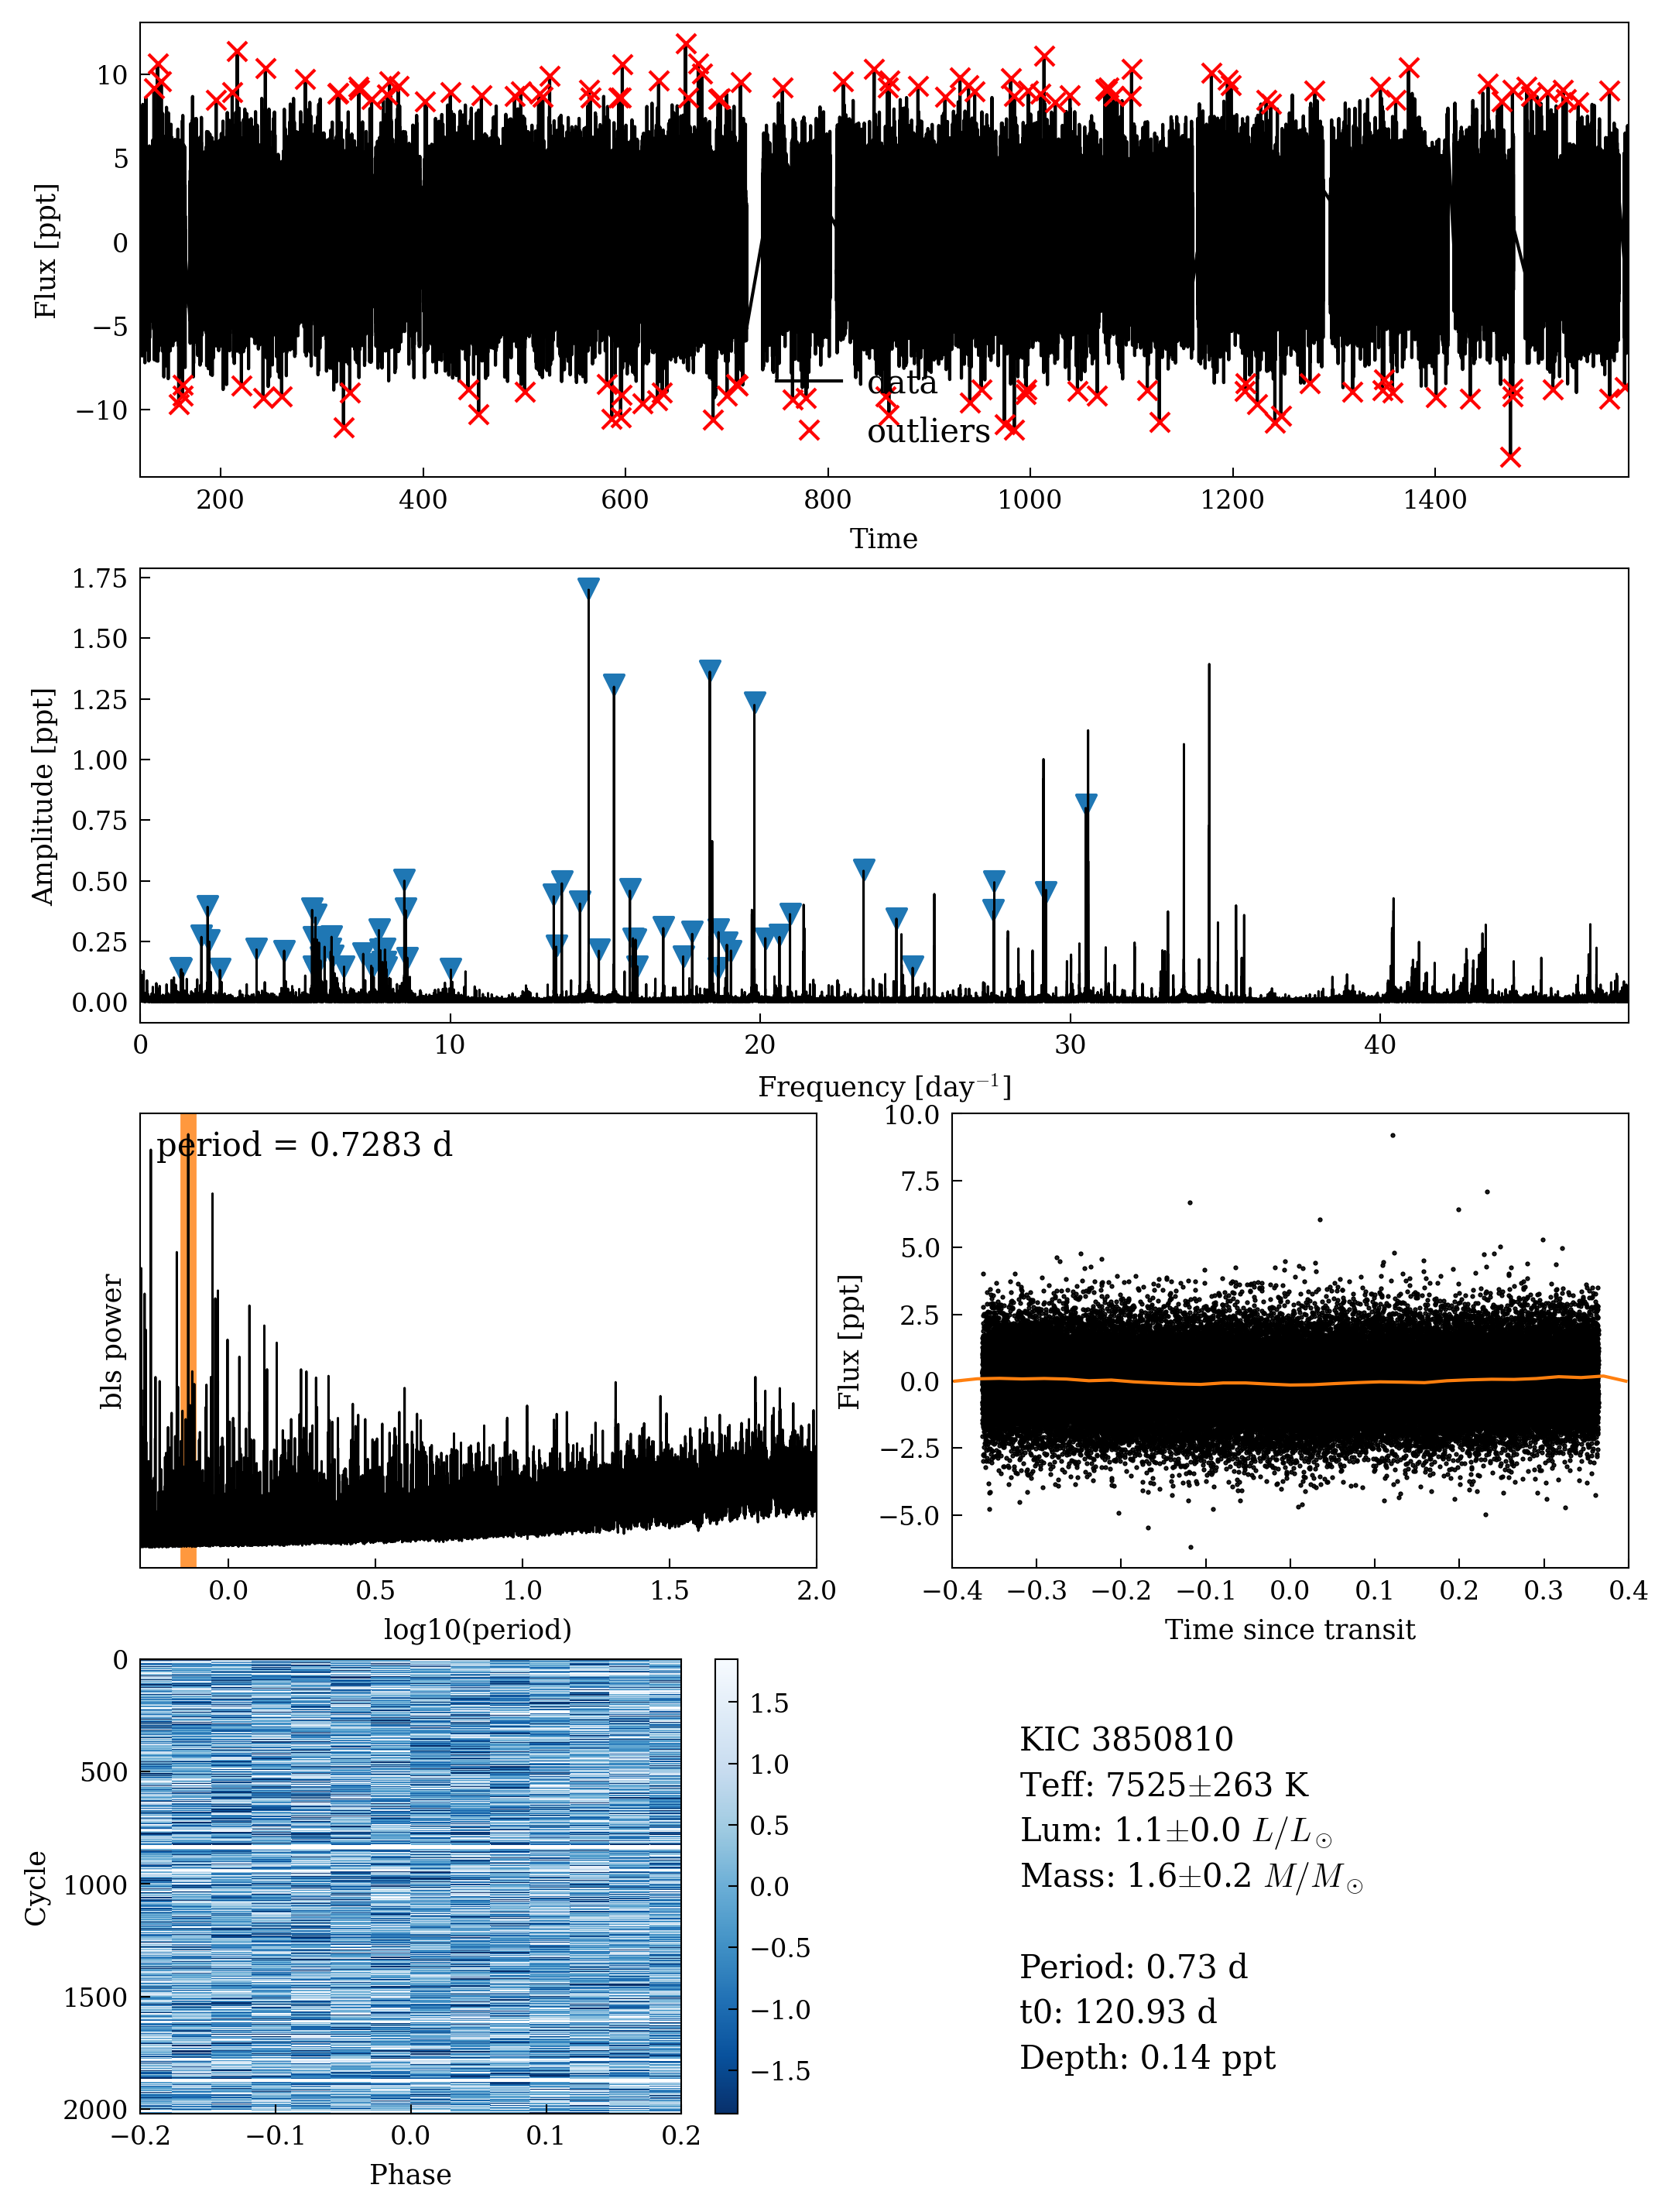 10
5
0
−5
−10
Flux [ppt]
data
outliers
200 400 600 800 1000 1200 1400
Time
1.75
1.50
1.25
1.00
0.75
0.50
0.25
0.00
Amplitude [ppt]
0 10 20 30 40
Frequency [day⁻¹]
period = 0.7283 d
bls power
0.0 0.5 1.0 1.5 2.0
log10(period)
10.0
7.5
5.0
2.5
0.0
−2.5
−5.0
Flux [ppt]
−0.4 −0.3 −0.2 −0.1 0.0 0.1 0.2 0.3 0.4
Time since transit
0
500
1000
1500
2000
Cycle
−0.2 −0.1 0.0 0.1 0.2
Phase
1.5
1.0
0.5
0.0
−0.5
−1.0
−1.5
KIC 3850810
Teff: 7525±263 K
Lum: 1.1±0.0 L/L⊙
Mass: 1.6±0.2 M/M⊙
Period: 0.73 d
t0: 120.93 d
Depth: 0.14 ppt